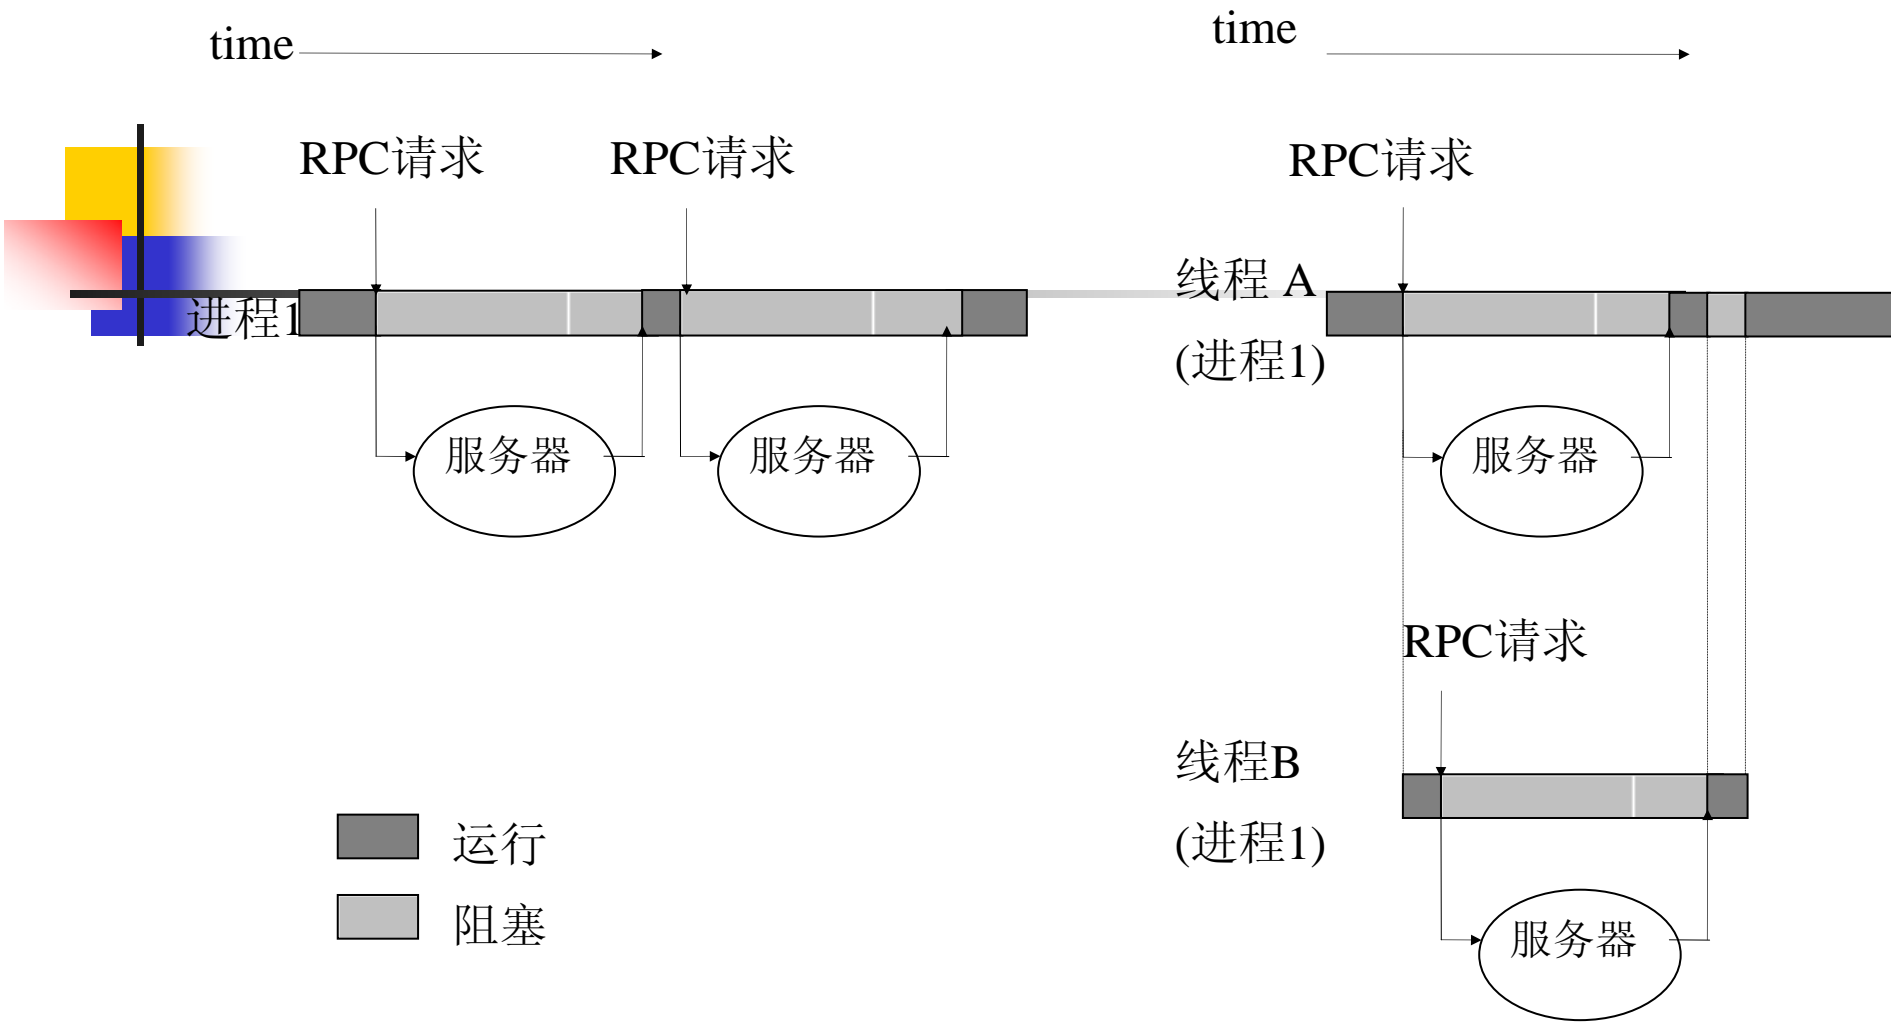 time
time
RPC请求
RPC请求
RPC请求
进程1
线程 A
(进程1)
服务器
服务器
服务器
RPC请求
线程B
(进程1)
运行
阻塞
服务器